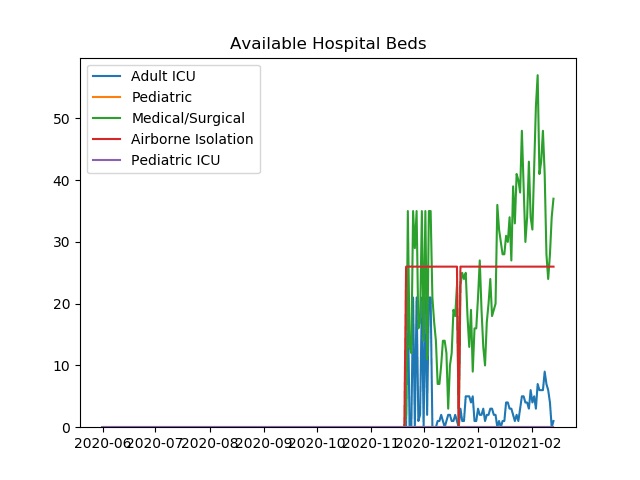 Available Hospital Beds
Adult ICU
Pediatric
Medical/Surgical
Airborne Isolation
Pediatric ICU
50
40
30
20
10
0
2020-06 2020-07 2020-08 2020-09 2020-10 2020-11 2020-12 2021-01 2021-02